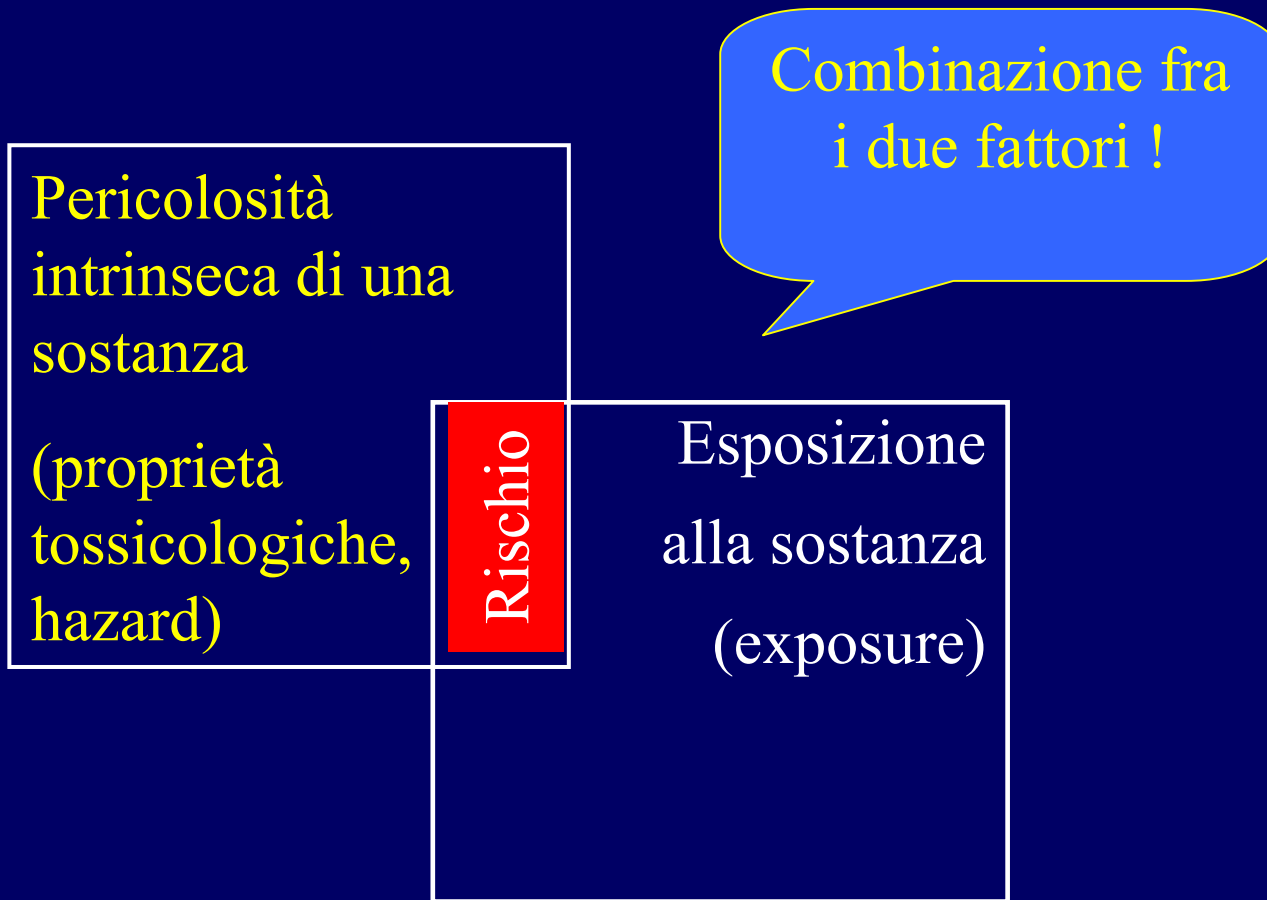 Combinazione fra
i due fattori !
Pericolosità
intrinseca di una
sostanza
(proprietà
tossicologiche,
hazard)
Rischio
Esposizione
alla sostanza
(exposure)